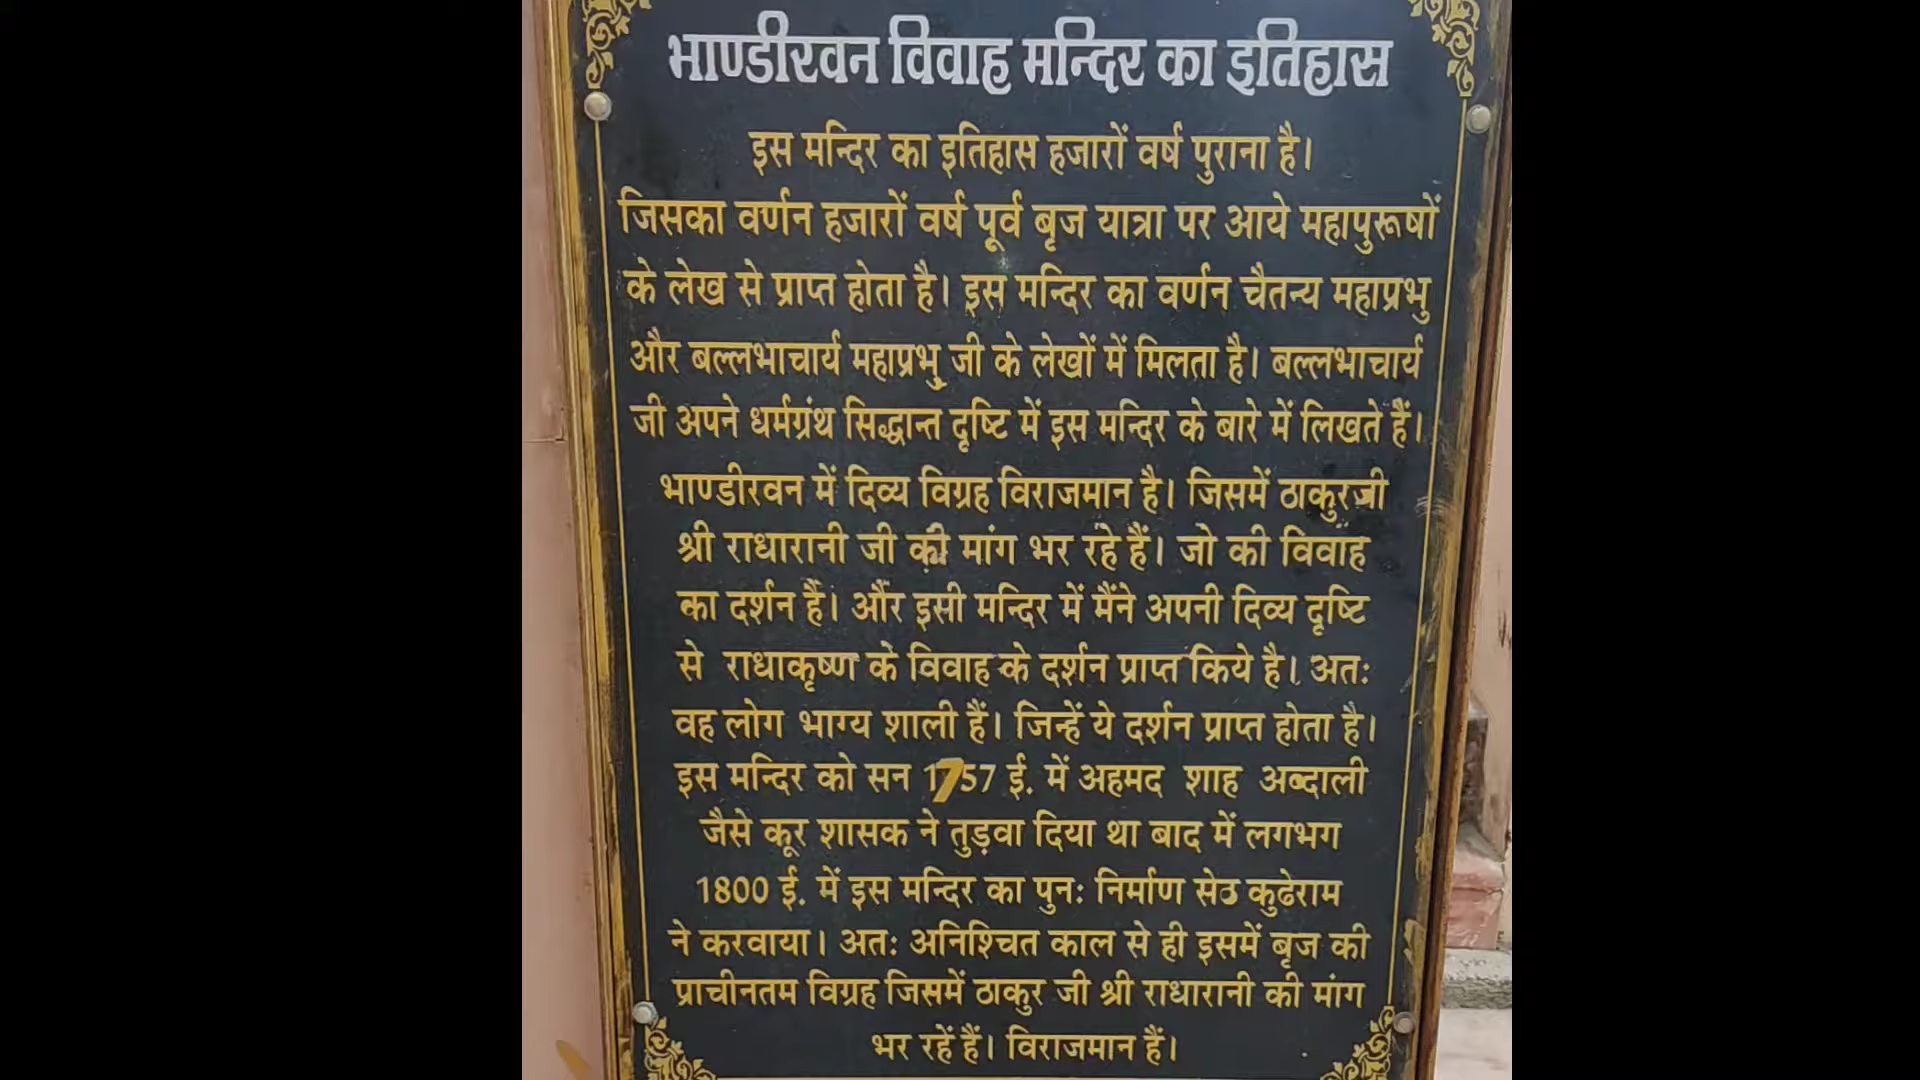 भाण्डीरवन विवाह मन्दिर का इतिहास
इस मन्दिर का इतिहास हजारों वर्ष पुराना है।
जिसका वर्णन हजारों वर्ष पूर्व बृज यात्रा पर आये महापुरूषों
के लेख से प्राप्त होता है। इस मन्दिर का वर्णन चैतन्य महाप्रभु
और बल्लभाचार्य महाप्रभु जी के लेखों में मिलता है। बल्लभाचार्य
जी अपने धर्मग्रंथ सिद्धान्त दृष्टि में इस मन्दिर के बारे में लिखते हैं।
भाण्डीरवन में दिव्य विग्रह विराजमान है। जिसमें ठाकुरजी
श्री राधारानी जी की मांग भर रहे हैं। जो की विवाह
का दर्शन हैं। और इसी मन्दिर में मैंने अपनी दिव्य दृष्टि
से राधाकृष्ण के विवाह के दर्शन प्राप्त किये है। अतः
वह लोग भाग्य शाली हैं। जिन्हें ये दर्शन प्राप्त होता है।
इस मन्दिर को सन 1757 ई. में अहमद शाह अब्दाली
जैसे कूर शासक ने तुड़वा दिया था बाद में लगभग
1800 ई. में इस मन्दिर का पुनः निर्माण सेठ कुढेराम
ने करवाया। अतः अनिश्चित काल से ही इसमें बृज की
प्राचीनतम विग्रह जिसमें ठाकुर जी श्री राधारानी की मांग
भर रहें हैं। विराजमान हैं।